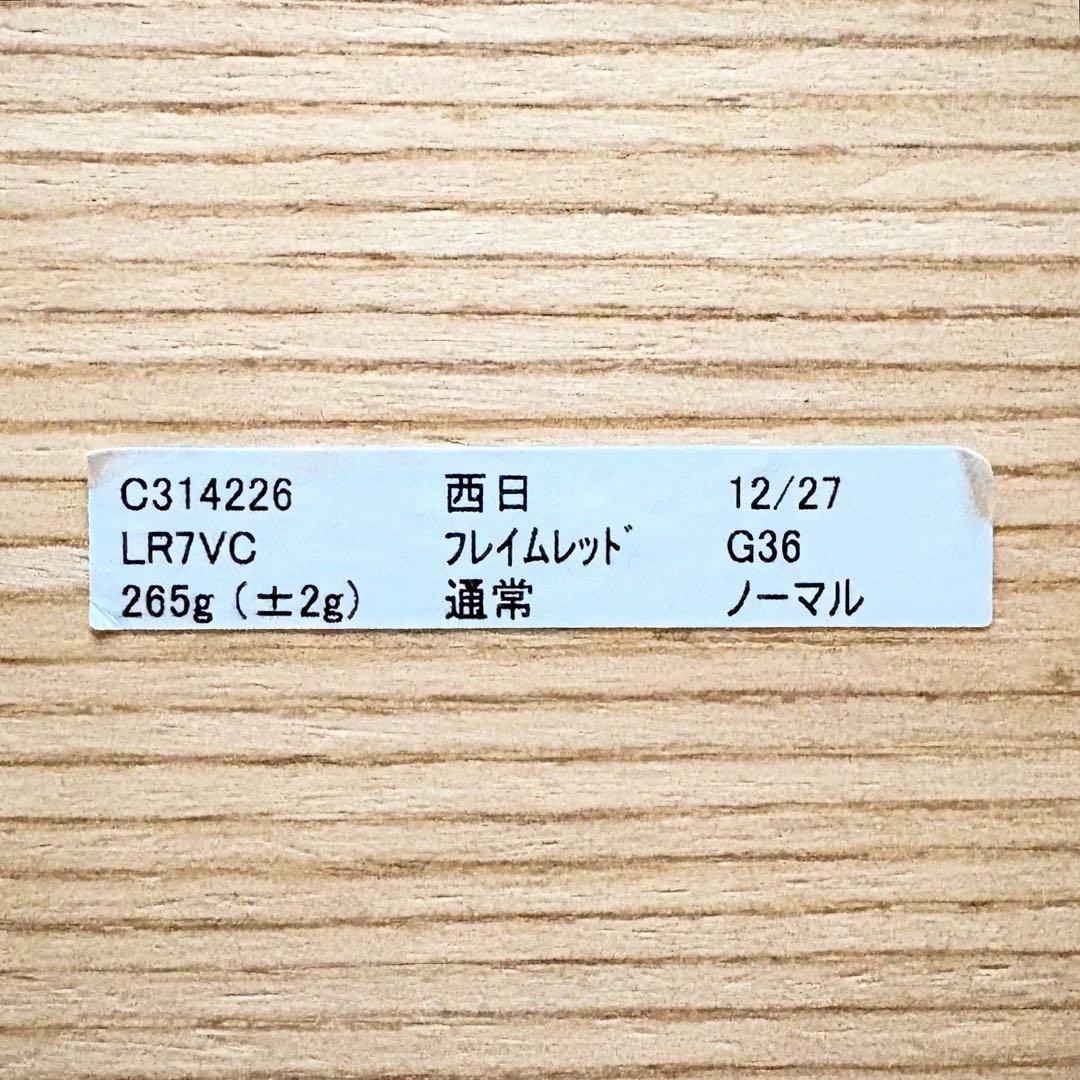 C314226 西日 12/27
LR7VC ﾌﾚｲﾑﾚｯﾄﾞ G36
265g (±2g) 通常 ノーマル